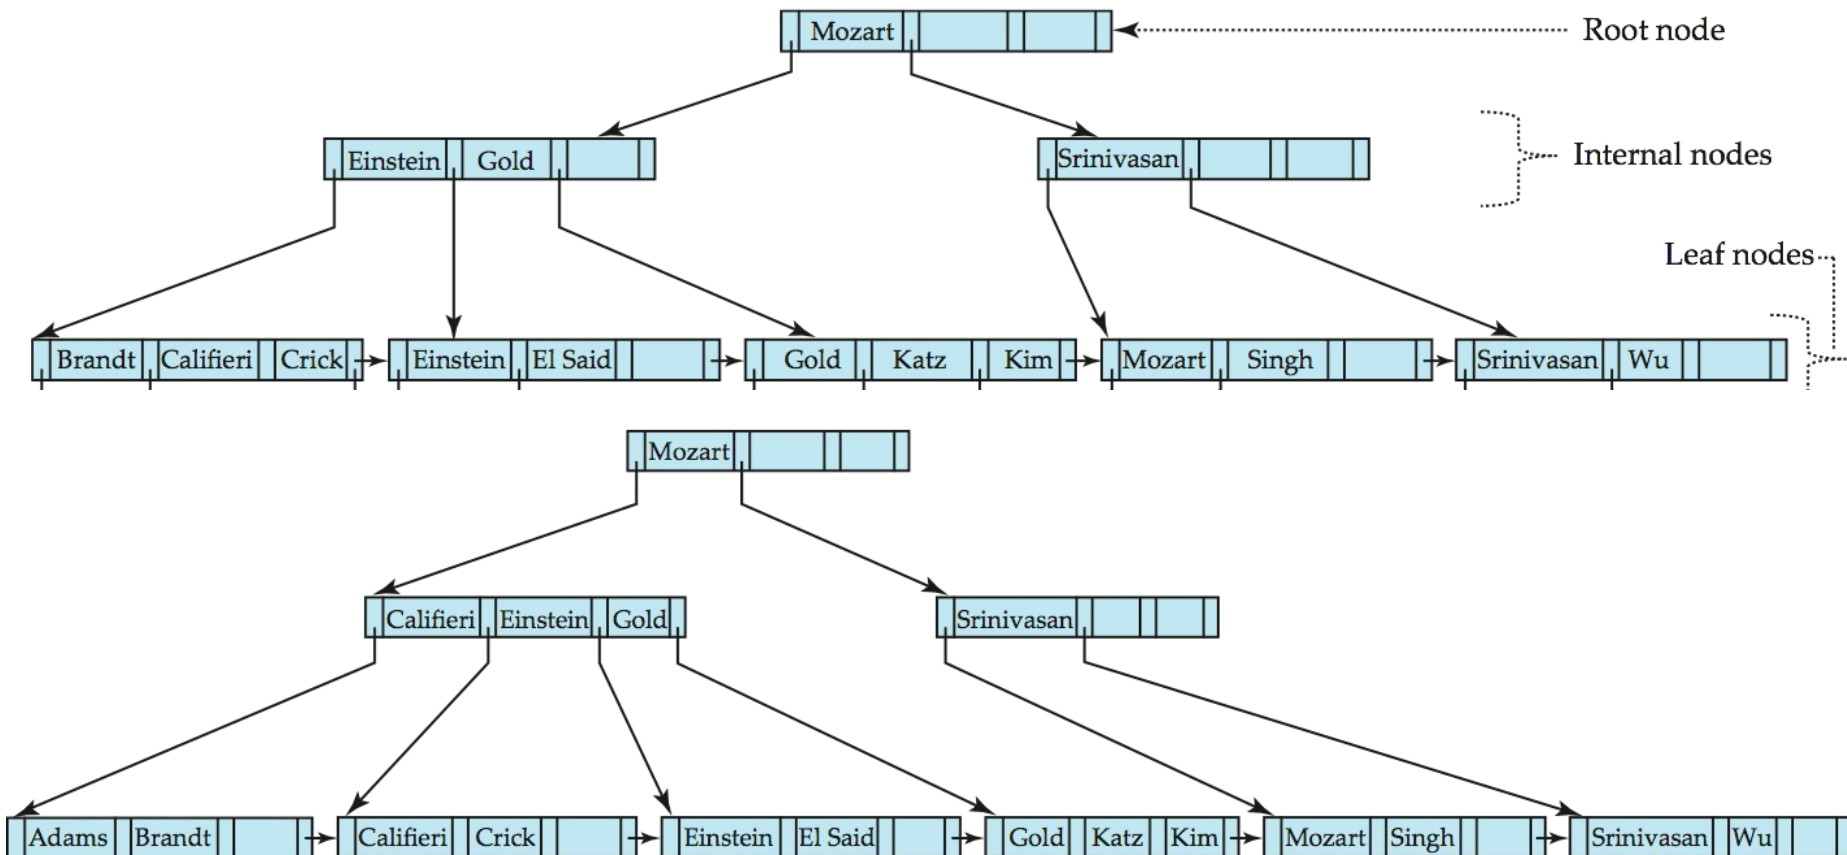 Mozart Root node
Einstein Gold Srinivasan Internal nodes
Leaf nodes
Brandt Califieri Crick Einstein El Said Gold Katz Kim Mozart Singh Srinivasan Wu
Mozart
Califieri Einstein Gold Srinivasan
Adams Brandt Califieri Crick Einstein El Said Gold Katz Kim Mozart Singh Srinivasan Wu